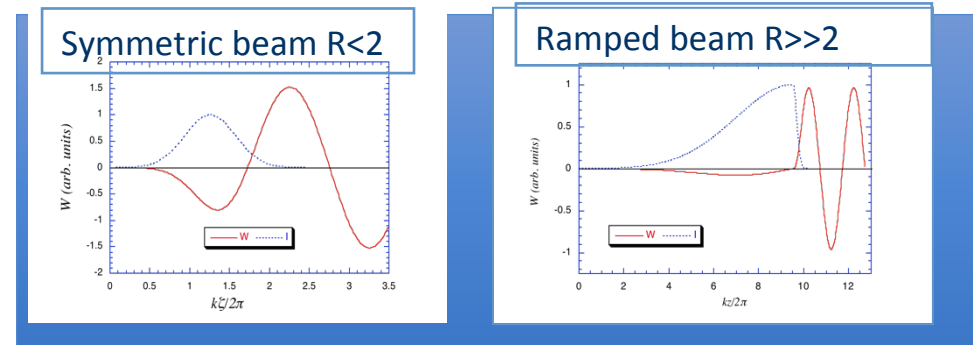 Symmetric beam R<2
2
1.5
1
0.5
0
-0.5
-1
-1.5
-2
W (arb. units)
W I
0 0.5 1 1.5 2 2.5 3 3.5
kζ/2π
Ramped beam R>>2
1
0.5
0
-0.5
-1
W (arb. units)
W I
0 2 4 6 8 10 12
kz/2π